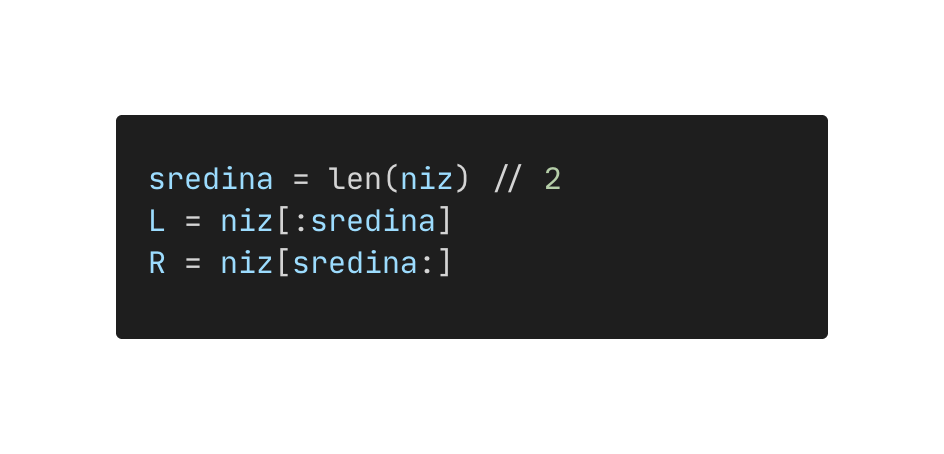 sredina = len(niz) // 2
L = niz[:sredina]
R = niz[sredina:]